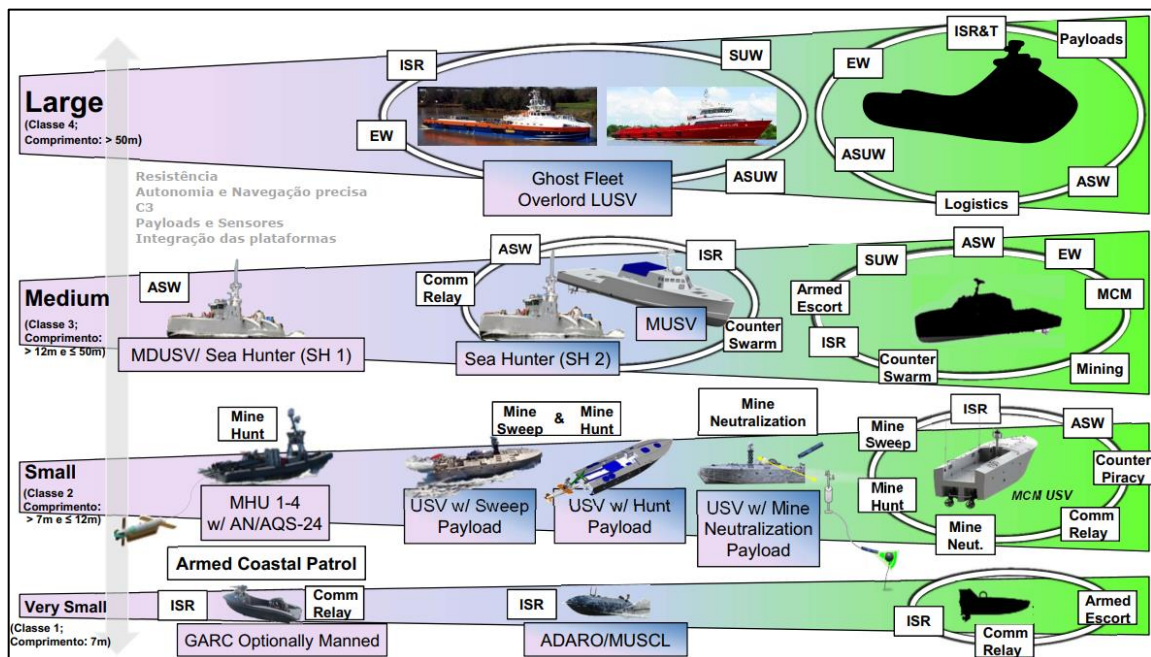 ISR
SUW
EW
ASUW
Large
(Classe 4;
Comprimento: > 50m)
Ghost Fleet
Overlord LUSV
ISR&T
Payloads
EW
ASUW
ASW
Logistics
Resistência
Autonomia e Navegação precisa
C3
Payloads e Sensores
Integração das plataformas
Medium
(Classe 3;
Comprimento:
> 12m e ≤ 50m)
ASW
MDUSV/ Sea Hunter (SH 1)
ASW
ISR
Comm
Relay
MUSV
Counter
Swarm
Sea Hunter (SH 2)
ASW
SUW
EW
Armed
Escort
MCM
ISR
Counter
Swarm
Mining
Small
(Classe 2
Comprimento:
> 7m e ≤ 12m)
Mine
Hunt
MHU 1-4
w/ AN/AQS-24
Mine Sweep & Mine Hunt
USV w/ Sweep
Payload
USV w/ Hunt
Payload
Mine
Neutralization
USV w/ Mine
Neutralization
Payload
ISR
Mine
Sweep
ASW
Counter
Piracy
Mine
Hunt
MCM USV
Mine
Neut.
Comm
Relay
Very Small
(Classe 1;
Comprimento: 7m)
Armed Coastal Patrol
ISR
Comm
Relay
GARC Optionally Manned
ISR
ADARO/MUSCL
ISR
Armed
Escort
Comm
Relay